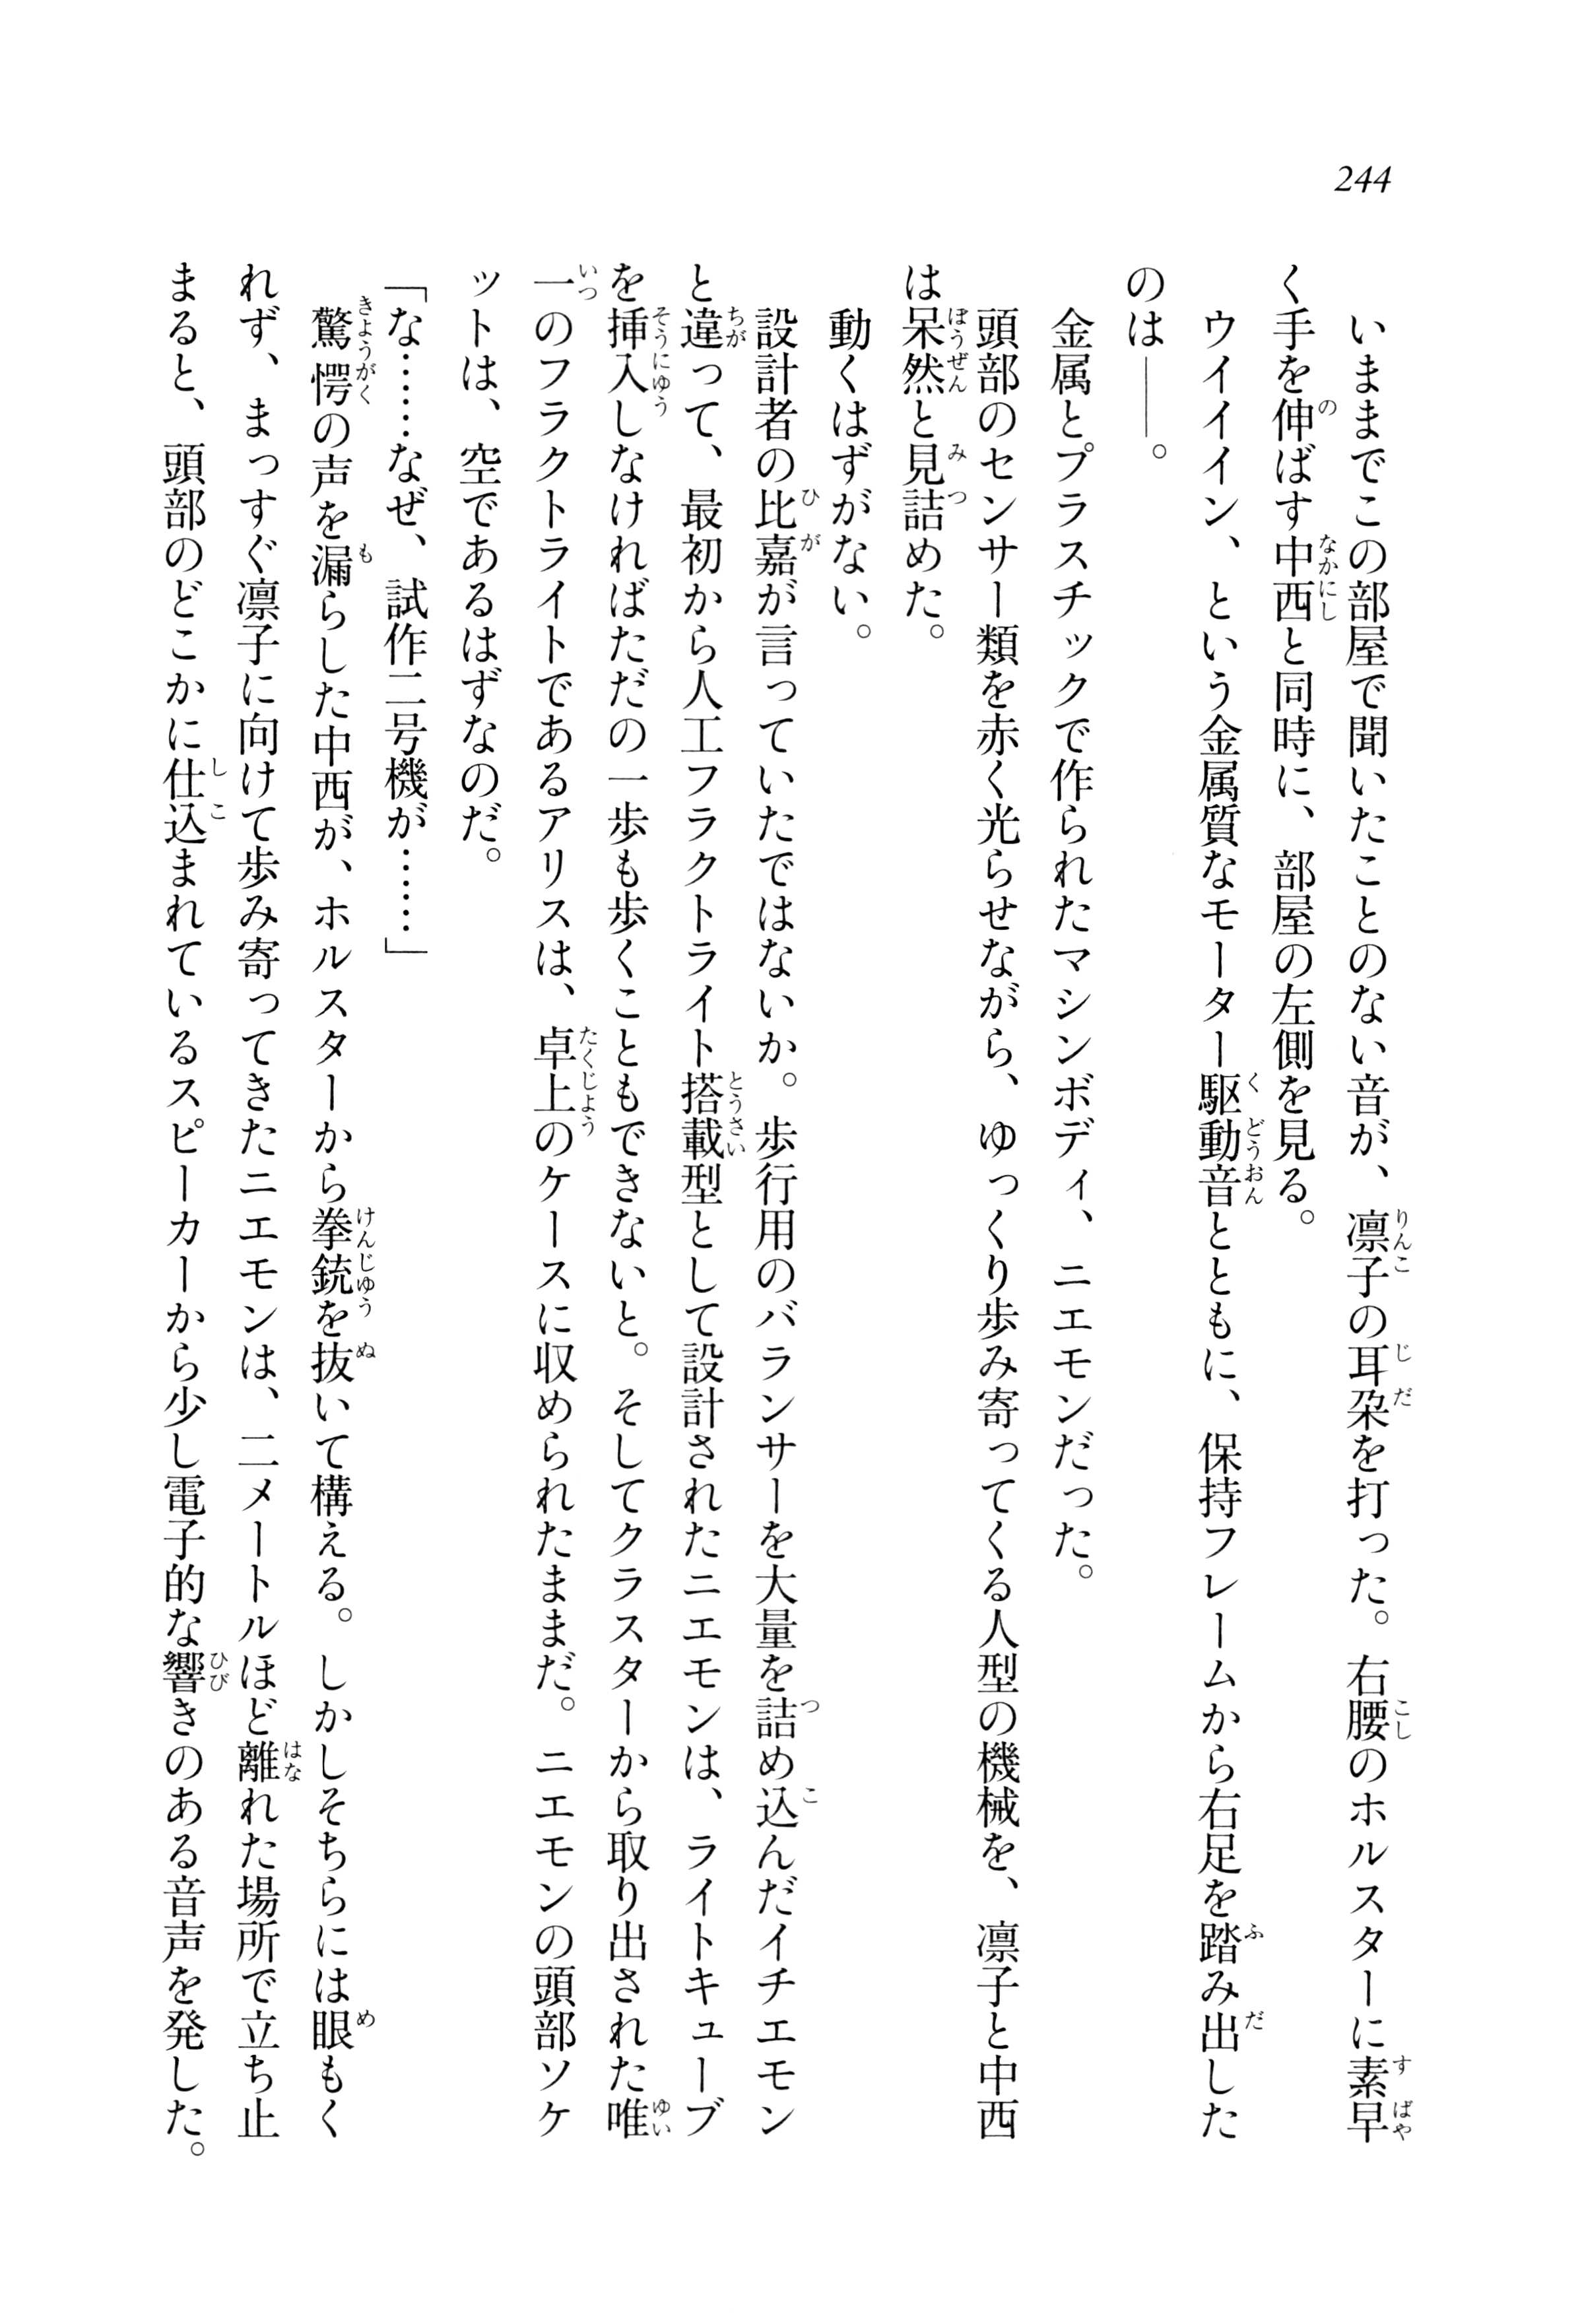 244
いままでこの部屋で聞いたことのない音が、凛子の耳朶を打った。右腰のホルスターに素早
く手を伸ばす中西と同時に、部屋の左側を見る。
ウイイイン、という金属質なモーター駆動音とともに、保持フレームから右足を踏み出した
のは――。
金属とプラスチックで作られたマシンボディ、ニエモンだった。
頭部のセンサー類を赤く光らせながら、ゆっくり歩み寄ってくる人型の機械を、凛子と中西
は呆然と見詰めた。
動くはずがない。
設計者の比嘉が言っていたではないか。歩行用のバランサーを大量を詰め込んだイチエモン
と違って、最初から人工フラクトライト搭載型として設計されたニエモンは、ライトキューブ
を挿入しなければただの一歩も歩くこともできないと。そしてクラスターから取り出された唯
一のフラクトライトであるアリスは、卓上のケースに収められたままだ。ニエモンの頭部ソケ
ットは、空であるはずなのだ。
「な……なぜ、試作二号機が……」
驚愕の声を漏らした中西が、ホルスターから拳銃を抜いて構える。しかしそちらには眼もく
れず、まっすぐ凛子に向けて歩み寄ってきたニエモンは、二メートルほど離れた場所で立ち止
まると、頭部のどこかに仕込まれているスピーカーから少し電子的な響きのある音声を発した。